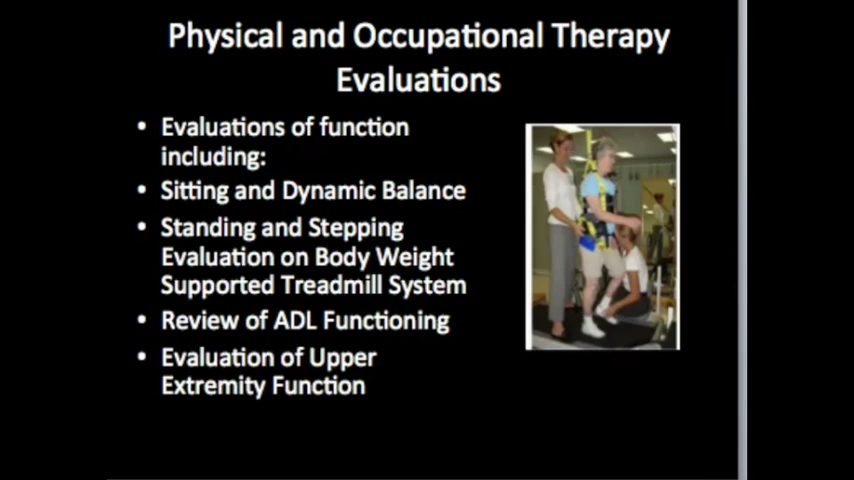 Physical and Occupational Therapy
Evaluations
• Evaluations of function
including:
• Sitting and Dynamic Balance
• Standing and Stepping
Evaluation on Body Weight
Supported Treadmill System
• Review of ADL Functioning
• Evaluation of Upper
Extremity Function